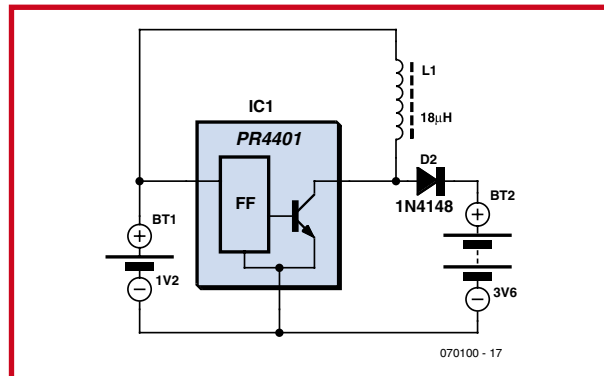 L1
18µH
IC1
PR4401
FF
D2
1N4148
BT1
+
1V2
−
BT2
+
3V6
−
070100 - 17